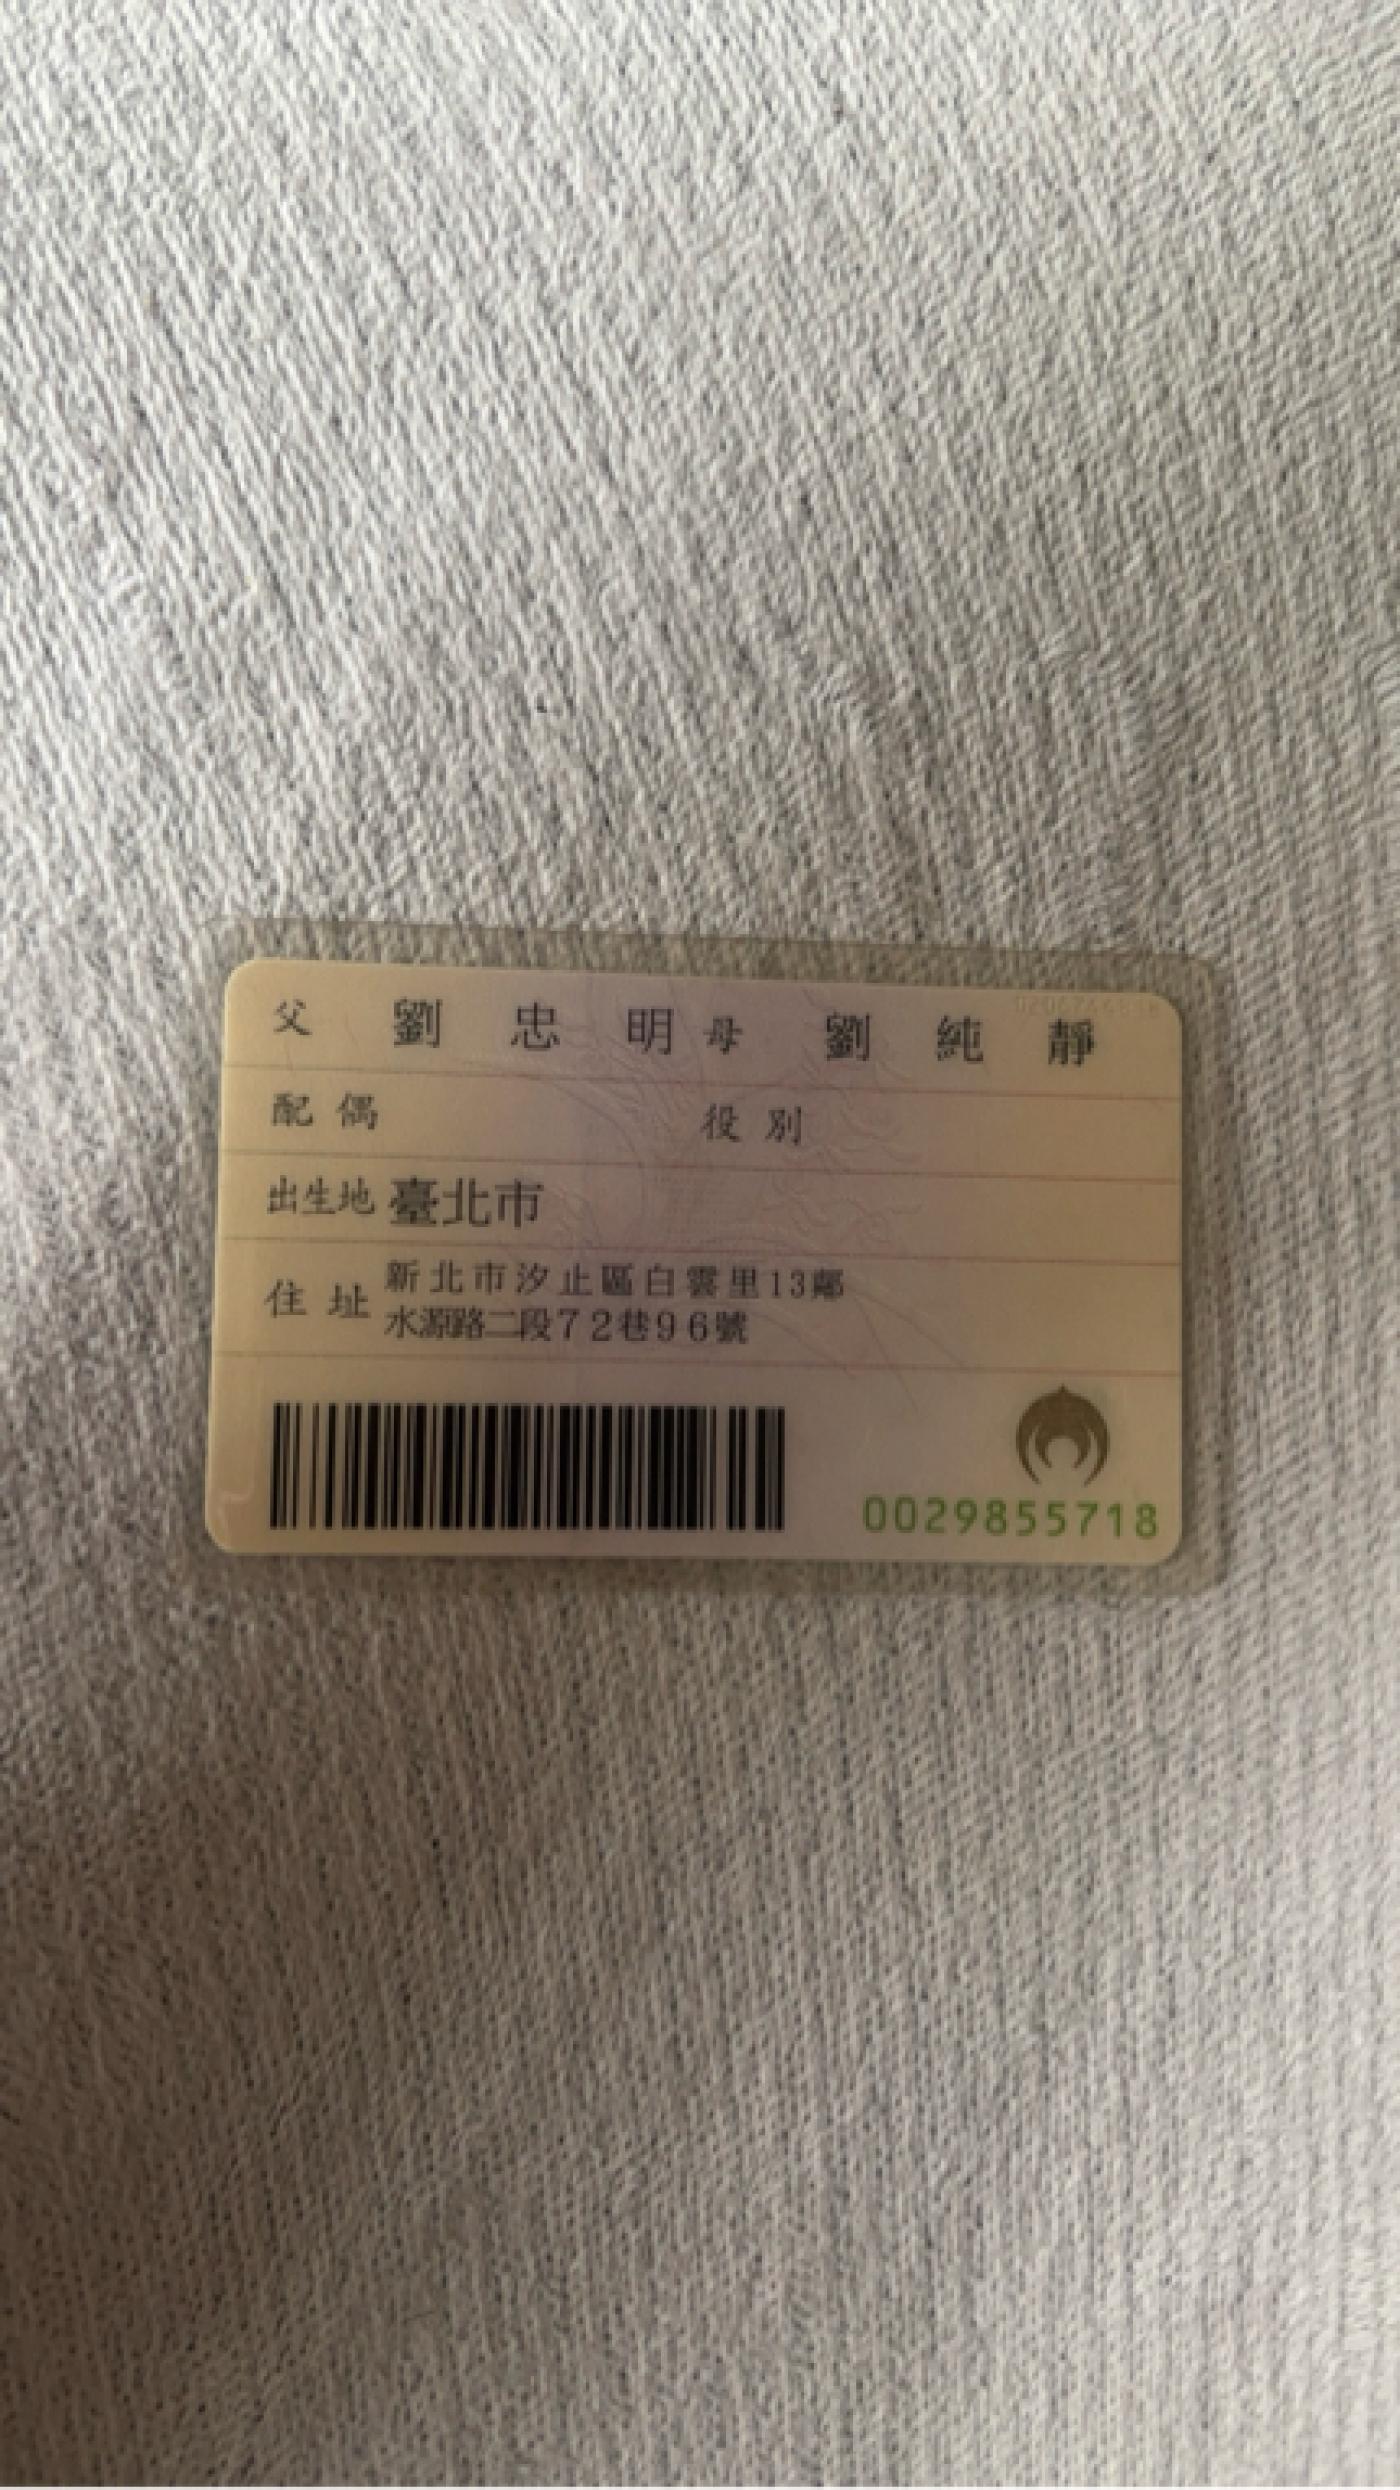 父 劉忠明 母 劉純靜
配偶 役別
出生地 臺北市
住址 新北市汐止區白雲里13鄰
水源路二段72巷96號
0029855718